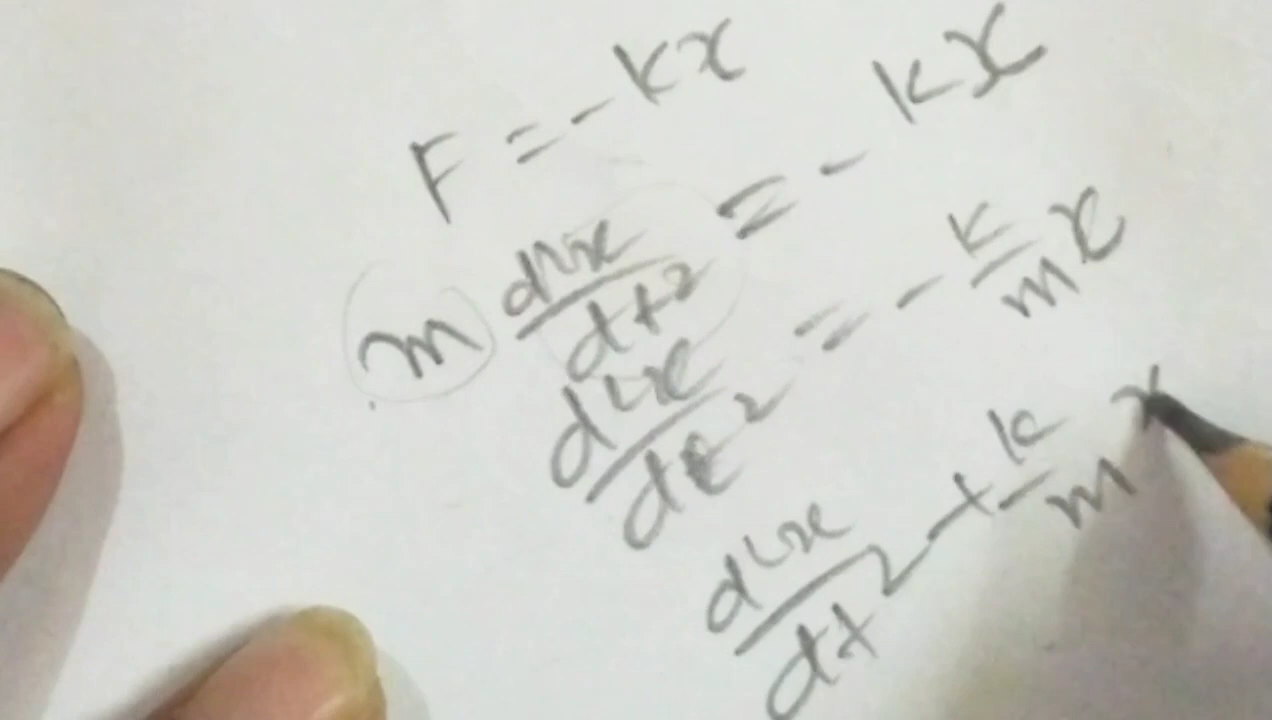 F = -kx
m d²x/dt² = - kx
d²x/dt² = - k/m x
d²x/dt² + k/m x